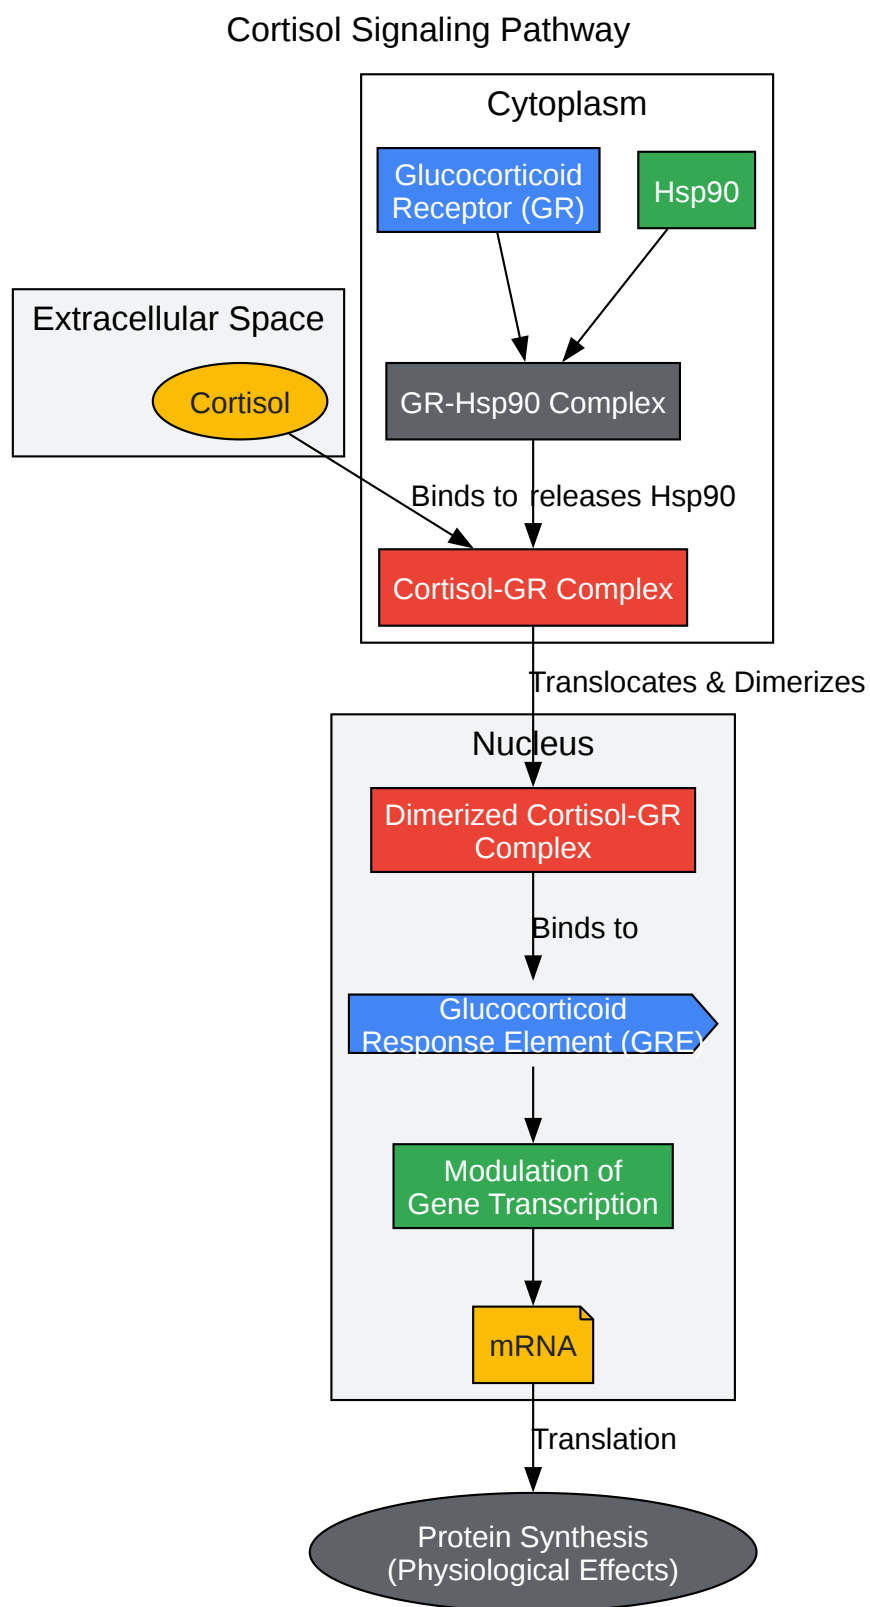 Cortisol Signaling Pathway
Cytoplasm
Glucocorticoid
Receptor (GR)
Hsp90
Extracellular Space
Cortisol
GR-Hsp90 Complex
Binds to
releases Hsp90
Cortisol-GR Complex
Translocates & Dimerizes
Nucleus
Dimerized Cortisol-GR
Complex
Binds to
Glucocorticoid
Response Element (GRE)
Modulation of
Gene Transcription
mRNA
Translation
Protein Synthesis
(Physiological Effects)